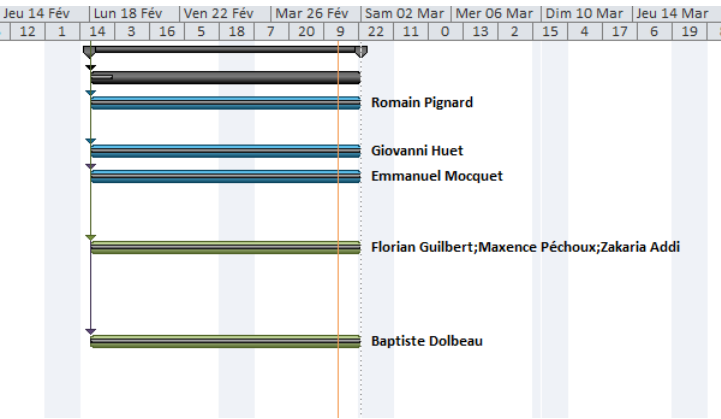 Jeu 14 Fév Lun 18 Fév Ven 22 Fév Mar 26 Fév Sam 02 Mar Mer 06 Mar Dim 10 Mar Jeu 14 Mar
12 1 14 3 16 5 18 7 20 9 22 11 0 13 2 15 4 17 6 19
Romain Pignard
Giovanni Huet
Emmanuel Mocquet
Florian Guilbert;Maxence Péchoux;Zakaria Addi
Baptiste Dolbeau